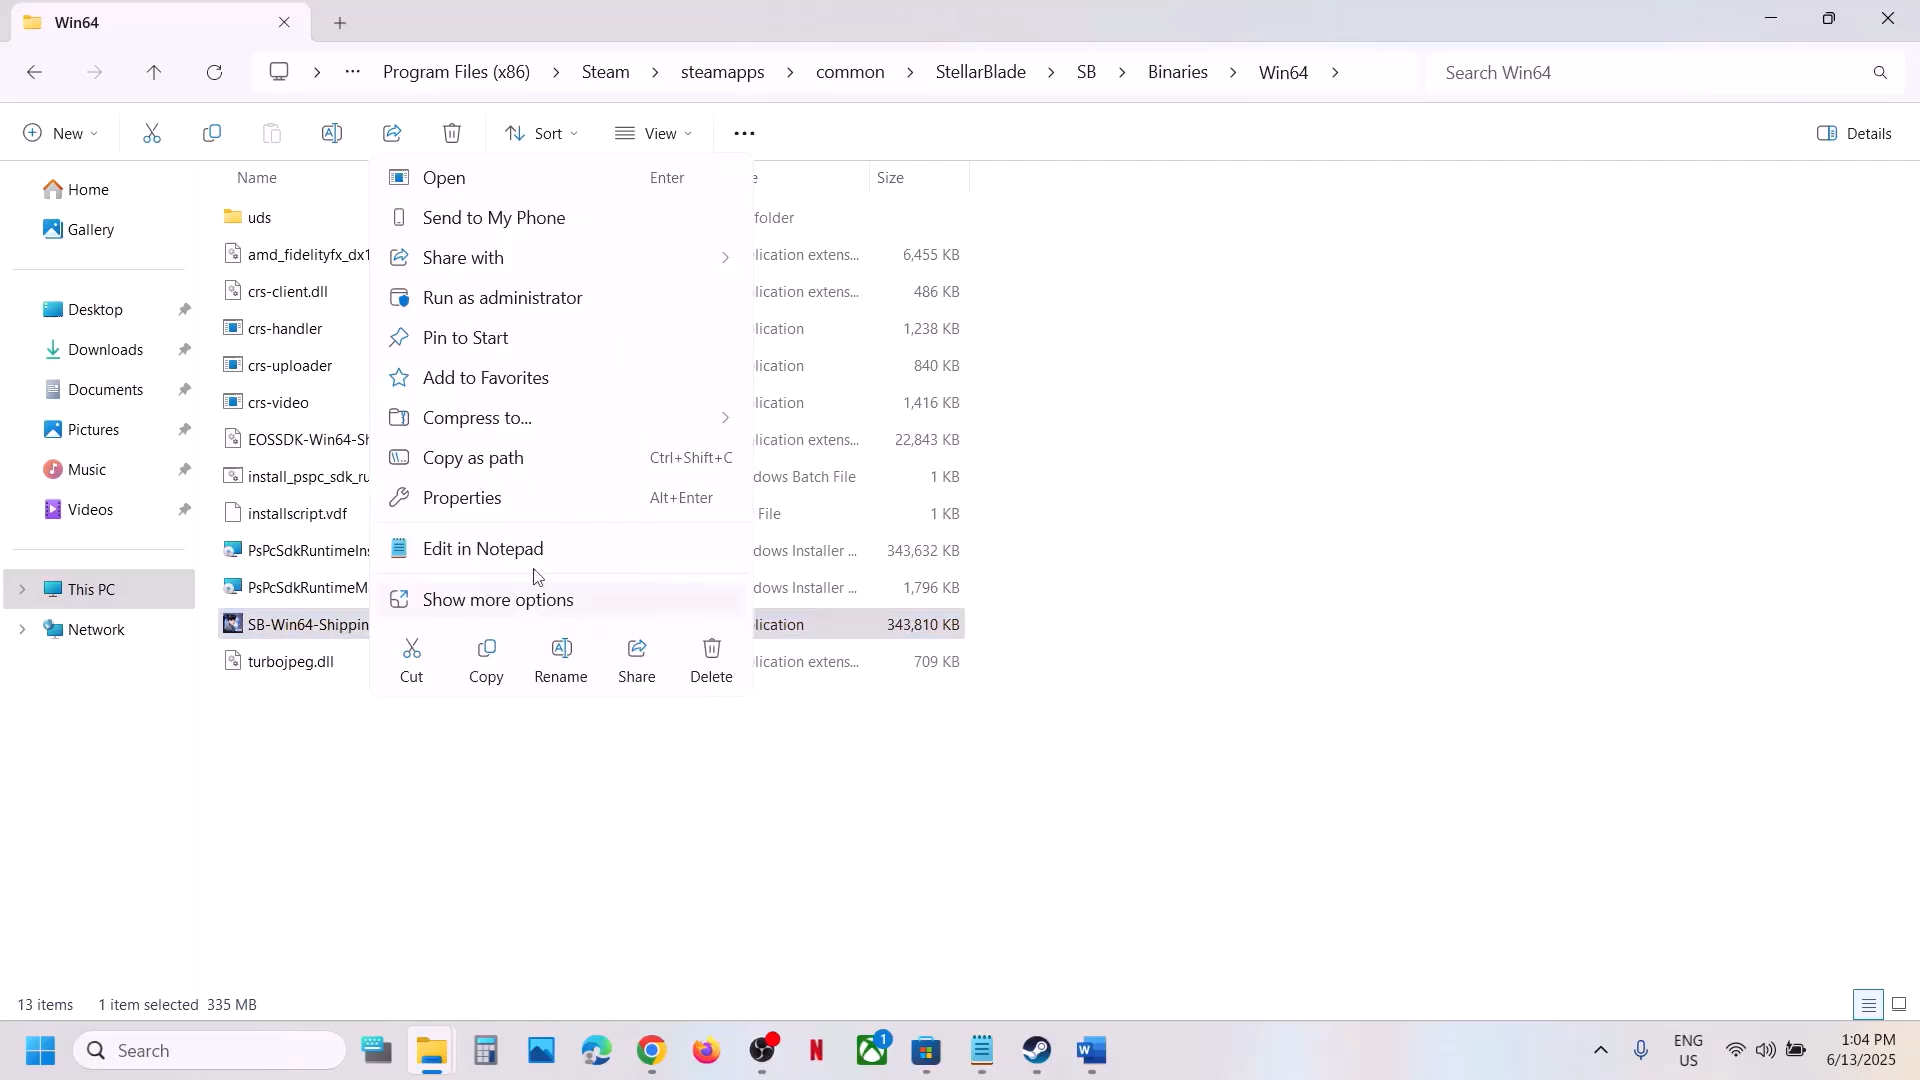 Win64
Program Files (x86) Steam steamapps common StellarBlade SB Binaries Win64
Search Win64
New
Sort
View
Details
Name
Size
Home
Gallery
Desktop
Downloads
Documents
Pictures
Music
Videos
This PC
Network
uds folder
amd_fidelityfx_dx1 lication extens... 6,455 KB
crs-client.dll lication extens... 486 KB
crs-handler lication 1,238 KB
crs-uploader lication 840 KB
crs-video lication 1,416 KB
EOSSDK-Win64-Sh lication extens... 22,843 KB
install_pspc_sdk_ru dows Batch File 1 KB
installscript.vdf File 1 KB
PsPcSdkRuntimeIns dows Installer ... 343,632 KB
PsPcSdkRuntimeM dows Installer ... 1,796 KB
SB-Win64-Shippin lication 343,810 KB
turbojpeg.dll lication extens... 709 KB
Open Enter
Send to My Phone
Share with
Run as administrator
Pin to Start
Add to Favorites
Compress to...
Copy as path Ctrl+Shift+C
Properties Alt+Enter
Edit in Notepad
Show more options
Cut Copy Rename Share Delete
13 items 1 item selected 335 MB
Search
1
ENG
US
1:04 PM
6/13/2025